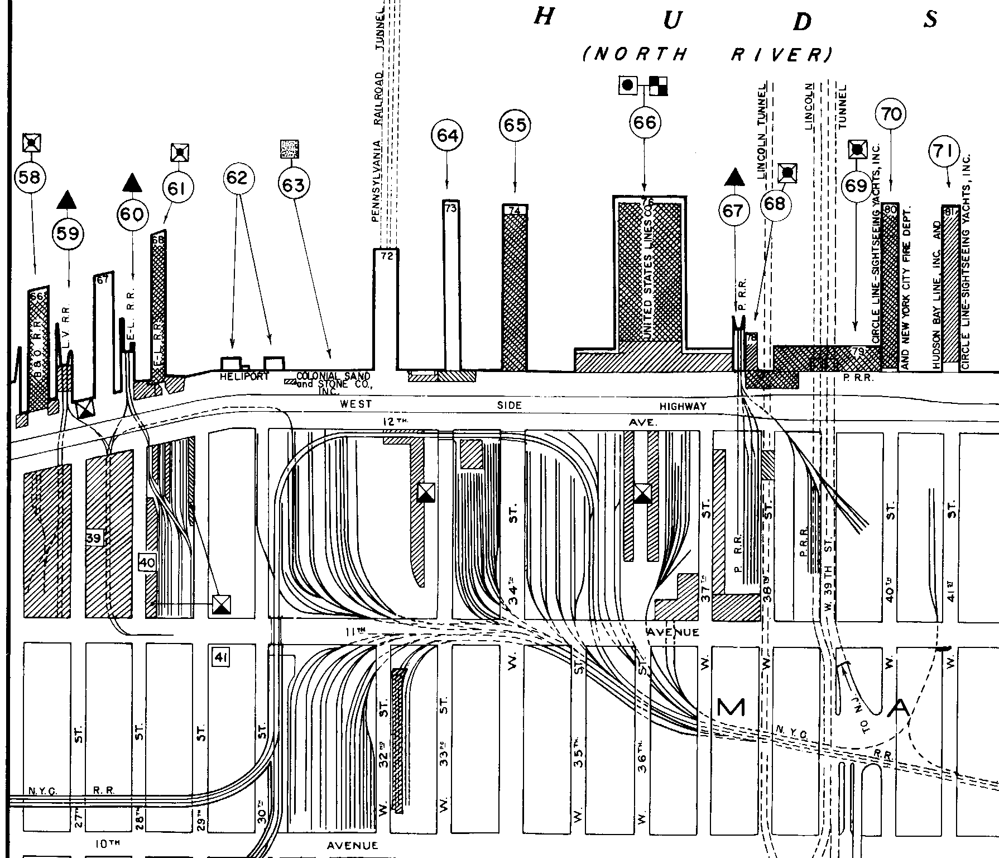 H U D S
(NORTH RIVER)
PENNSYLVANIA RAILROAD TUNNEL
LINCOLN TUNNEL
LINCOLN
TUNNEL
58
59
60
61
62
63
64
65
66
67
68
69
70
71
66
B & O R.R.
L.V. R.R.
67
E-L. R.R.
68
E-L R.R.
HELIPORT
COLONIAL SAND
and STONE CO.,
INC.
72
73
74
76
UNITED STATES LINES CO.
P. R.R.
78
79
P. R.R.
CIRCLE LINE-SIGHTSEEING YACHTS, INC.
80
AND NEW YORK CITY FIRE DEPT.
HUDSON BAY LINE, INC. AND
81
CIRCLE LINE-SIGHTSEEING YACHTS, INC.
WEST SIDE HIGHWAY
12TH. AVE.
39
40
41
P. R.R.
P. R.R.
11TH AVENUE
27TH ST.
28TH ST.
29TH ST.
30TH ST.
W. 32ND ST.
W. 33RD ST.
W. 34TH ST.
W. 35TH. ST.
W. 36TH. ST.
W. 37TH ST.
W. 38TH ST.
W. 39TH ST.
W. 40TH ST.
W. 41ST ST.
M A
TO N.J.
N.Y.C. R.R.
N.Y.C. R.R.
10TH AVENUE